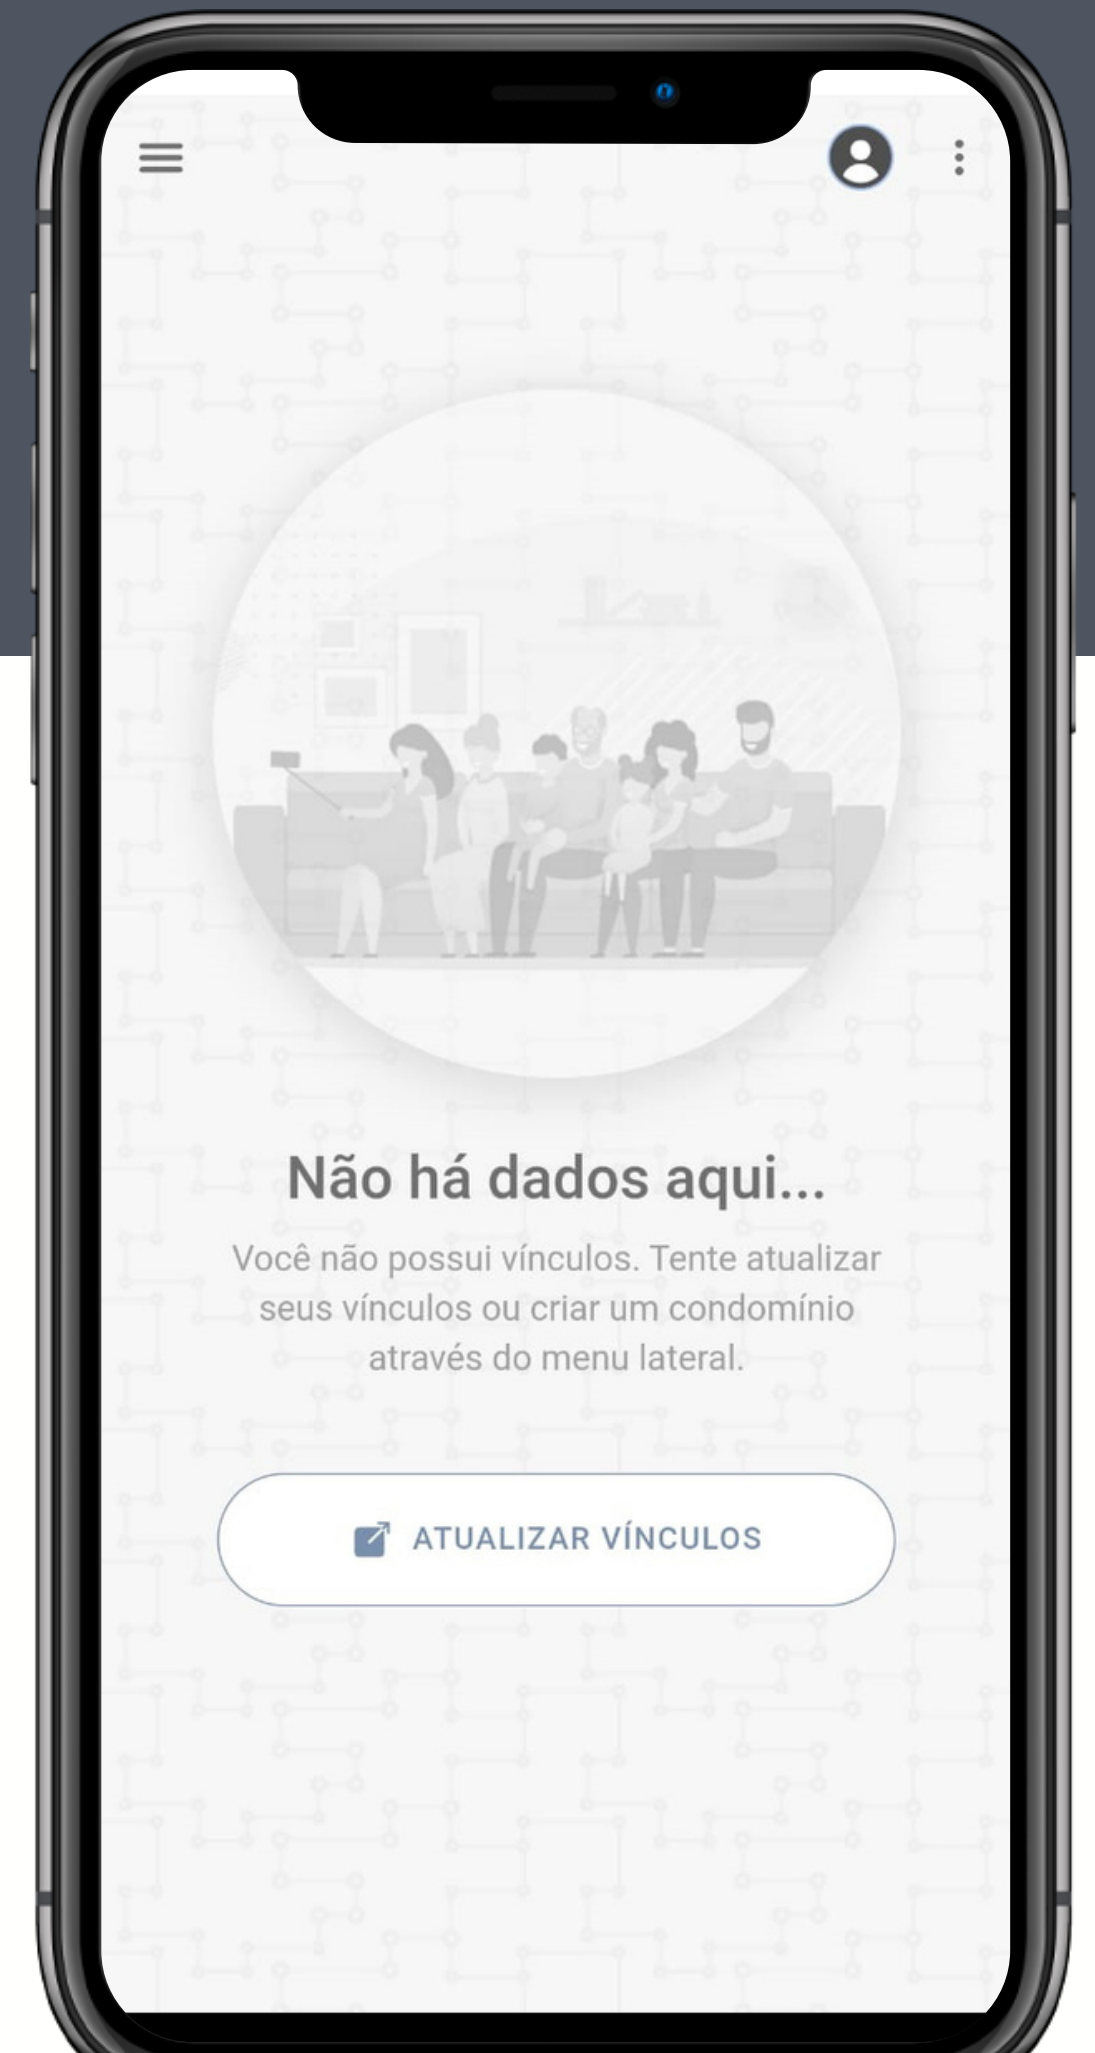 Não há dados aqui...
Você não possui vínculos. Tente atualizar
seus vínculos ou criar um condomínio
através do menu lateral.
ATUALIZAR VÍNCULOS